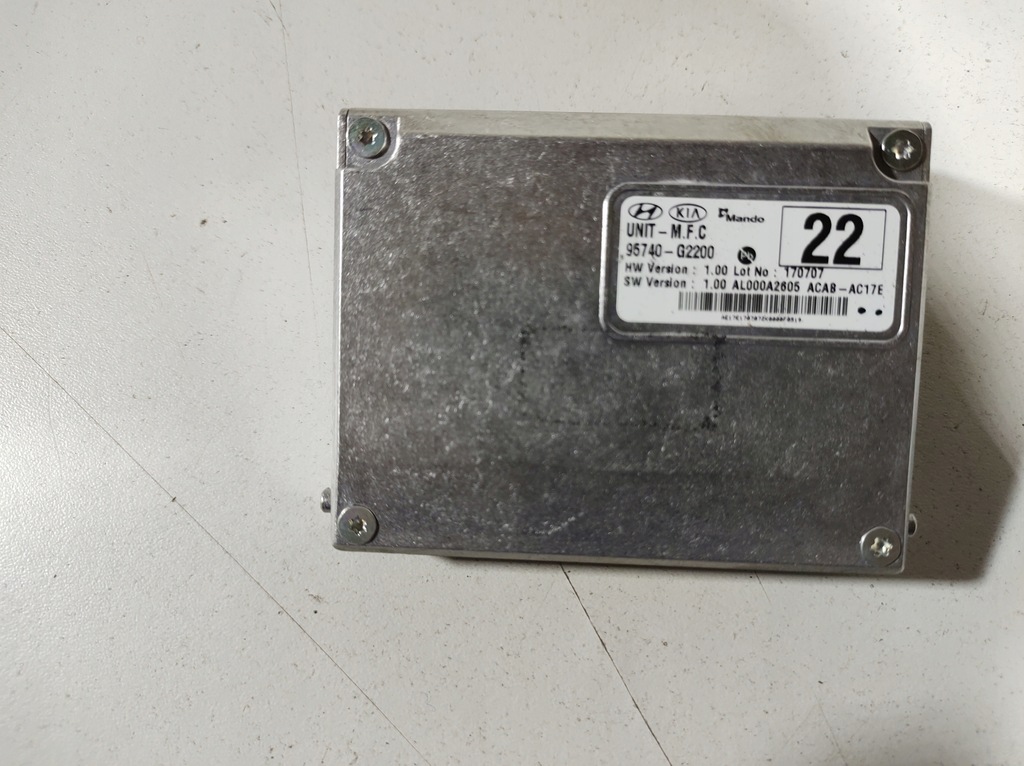 KIA Mando
22
UNIT - M.F.C
95740 - G2200
HW Version : 1.00 Lot No : 170707
SW Version : 1.00 AL000A2605 ACAB - AC17E